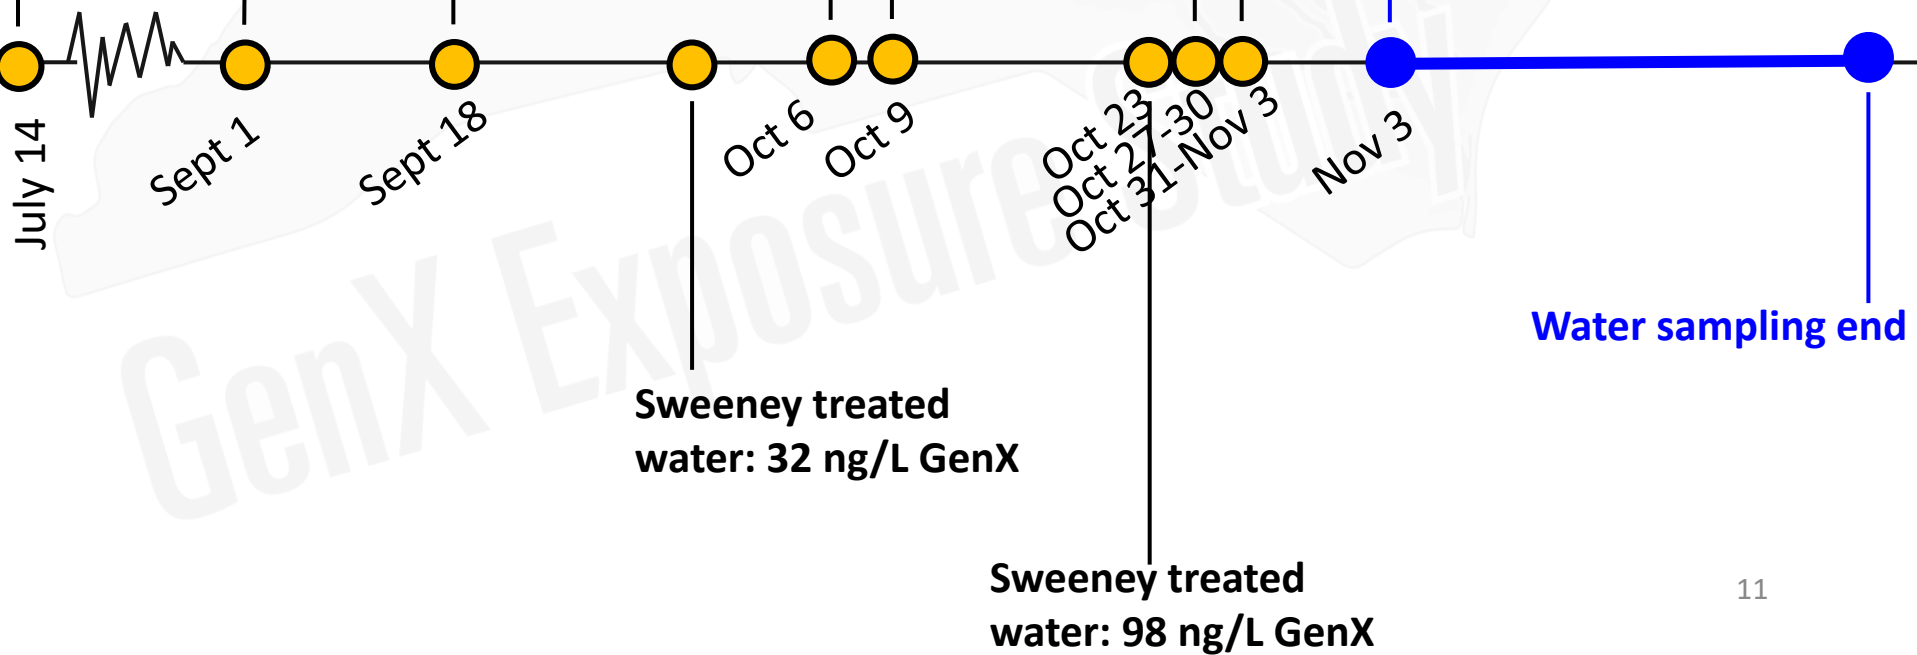 July 14
Sept 1
Sept 18
Oct 6
Oct 9
Oct 23
Oct 27-30
Oct 31-Nov 3
Nov 3
GenX Exposure Study
Water sampling end
Sweeney treated
water: 32 ng/L GenX
Sweeney treated
water: 98 ng/L GenX
11